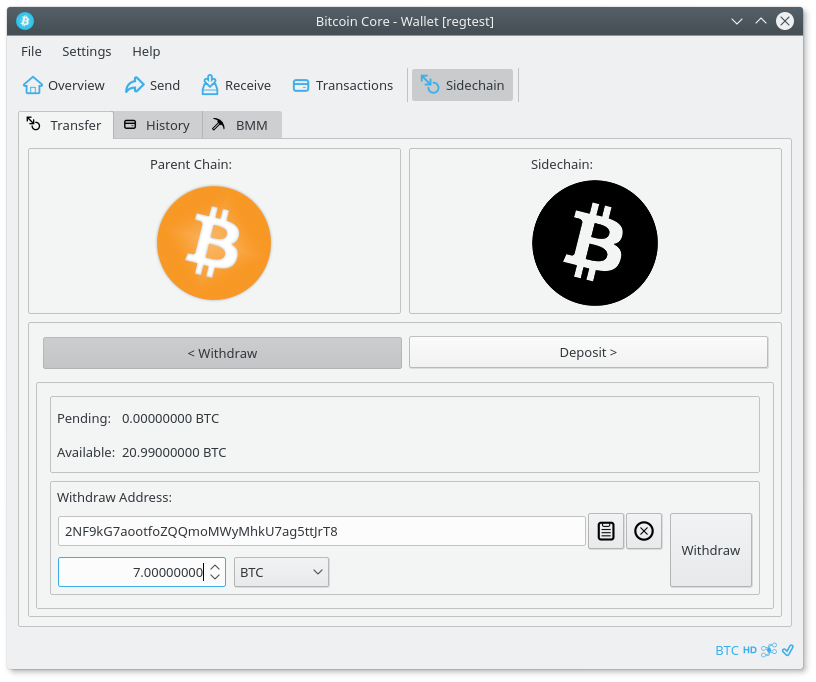 Bitcoin Core - Wallet [regtest]
File Settings Help
Overview Send Receive Transactions Sidechain
Transfer History BMM
Parent Chain: Sidechain:
< Withdraw Deposit >
Pending: 0.00000000 BTC
Available: 20.99000000 BTC
Withdraw Address:
2NF9kG7aootfoZQQmoMWyMhkU7ag5ttJrT8
Withdraw
7.00000000 BTC
BTC HD